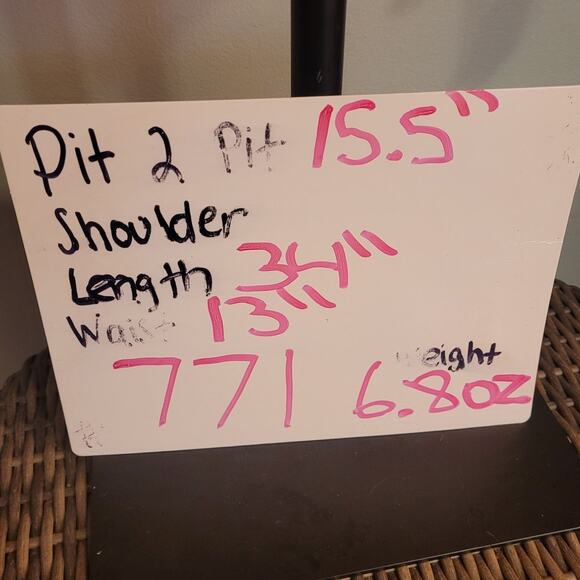 Pit 2 Pit 15.5"
Shoulder
Length 34"
Waist 13"
weight
771 6.8oz